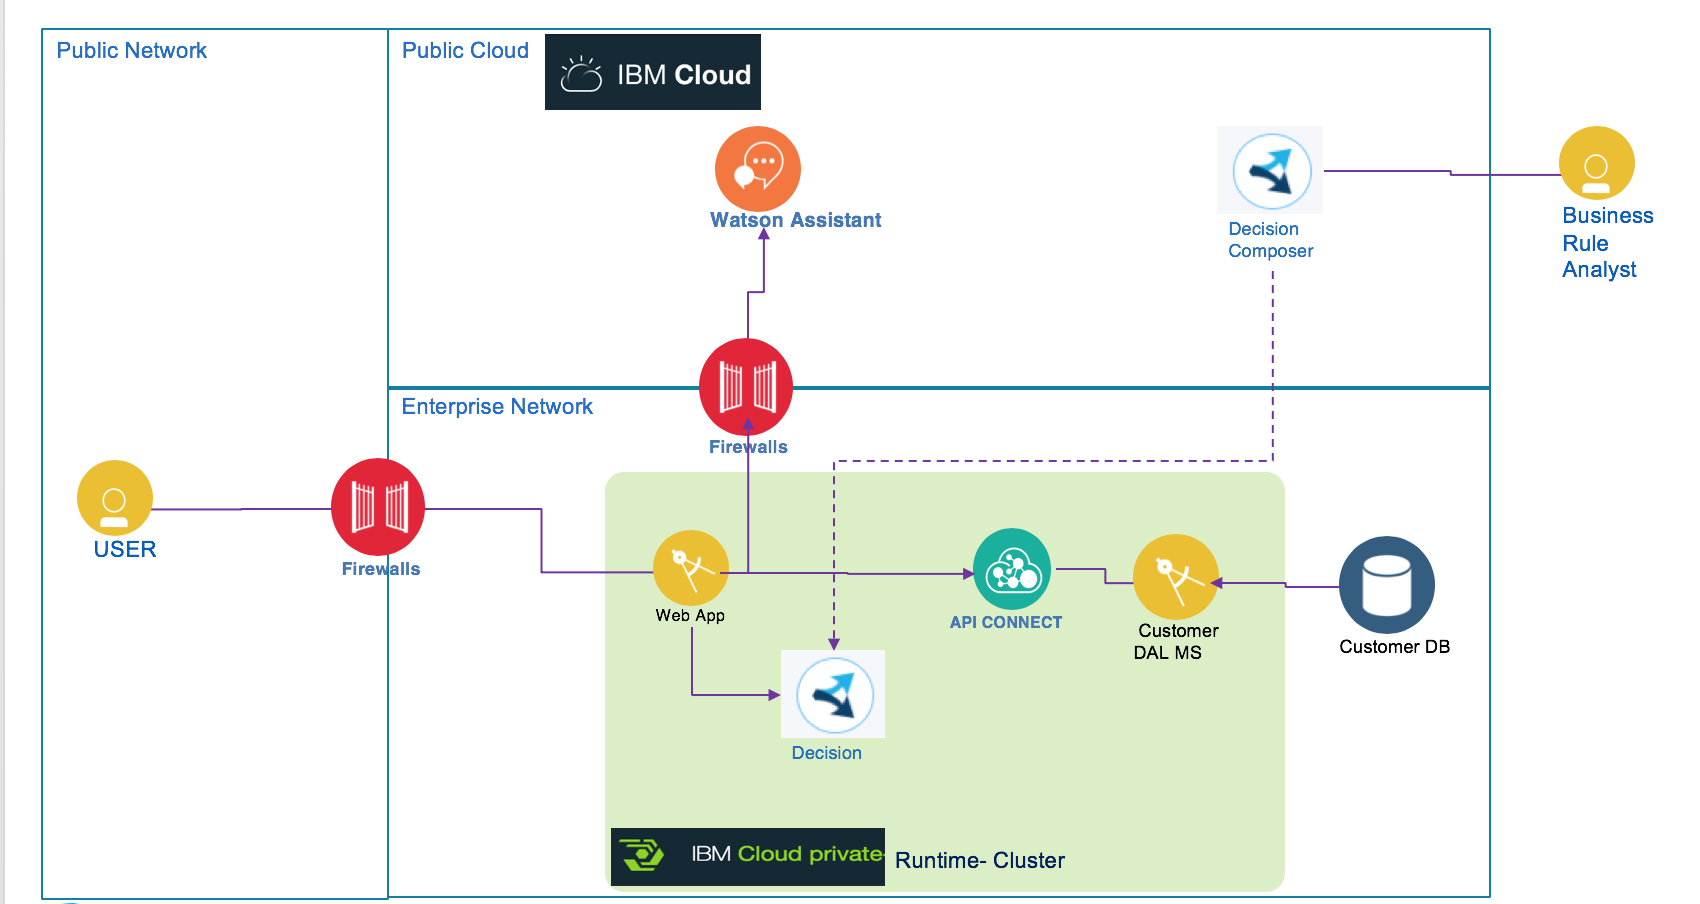 Public Network
Public Cloud
IBM Cloud
Watson Assistant
Decision
Composer
Business
Rule
Analyst
Enterprise Network
Firewalls
USER
Firewalls
Web App
API CONNECT
Customer
DAL MS
Customer DB
Decision
IBM Cloud private
Runtime- Cluster